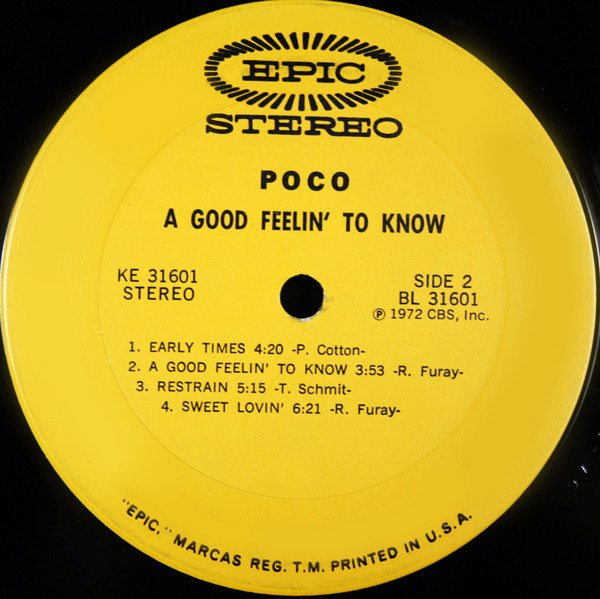 EPIC
STEREO
POCO
A GOOD FEELIN' TO KNOW
KE 31601
STEREO
SIDE 2
BL 31601
Ⓟ 1972 CBS, Inc.
1. EARLY TIMES 4:20 -P. Cotton-
2. A GOOD FEELIN' TO KNOW 3:53 -R. Furay-
3. RESTRAIN 5:15 -T. Schmit-
4. SWEET LOVIN' 6:21 -R. Furay-
"EPIC," MARCAS REG. T.M. PRINTED IN U.S.A.